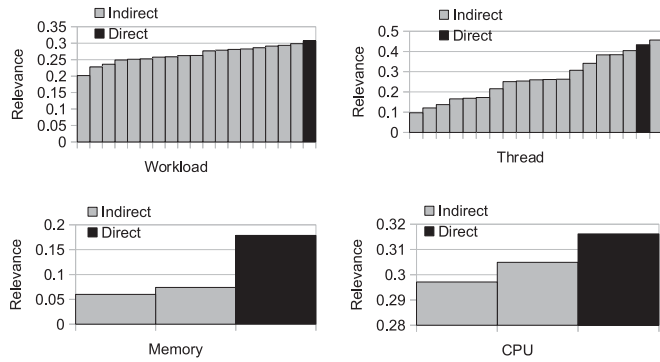 Indirect
Direct
Relevance
0.35
0.3
0.25
0.2
0.15
0.1
0.05
0
Workload
Indirect
Direct
Relevance
0.5
0.4
0.3
0.2
0.1
0
Thread
Indirect
Direct
Relevance
0.2
0.15
0.1
0.05
0
Memory
Indirect
Direct
Relevance
0.32
0.31
0.3
0.29
0.28
CPU